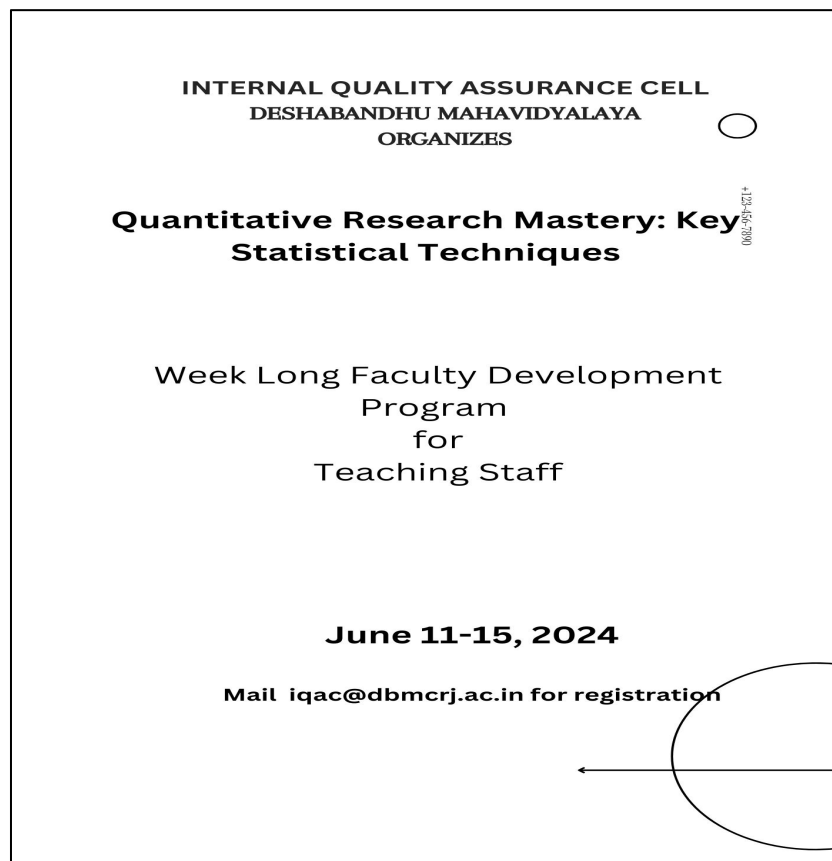 INTERNAL QUALITY ASSURANCE CELL
DESHABANDHU MAHAVIDYALAYA
ORGANIZES
+123-456-7890
Quantitative Research Mastery: Key
Statistical Techniques
Week Long Faculty Development
Program
for
Teaching Staff
June 11-15, 2024
Mail iqac@dbmcrj.ac.in for registration